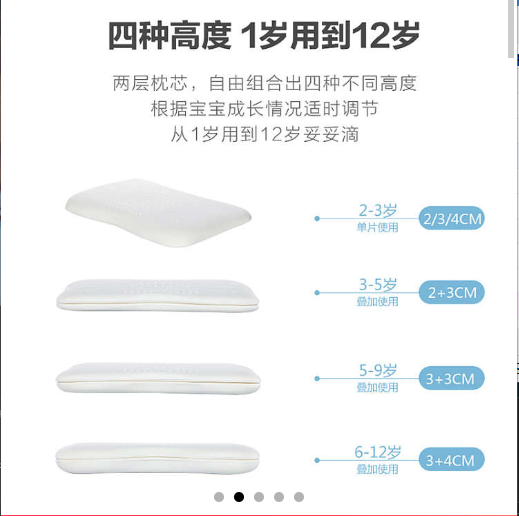 四种高度 1岁用到12岁
两层枕芯，自由组合出四种不同高度
根据宝宝成长情况适时调节
从1岁用到12岁妥妥滴
2-3岁
单片使用
2/3/4CM
3-5岁
叠加使用
2+3CM
5-9岁
叠加使用
3+3CM
6-12岁
叠加使用
3+4CM